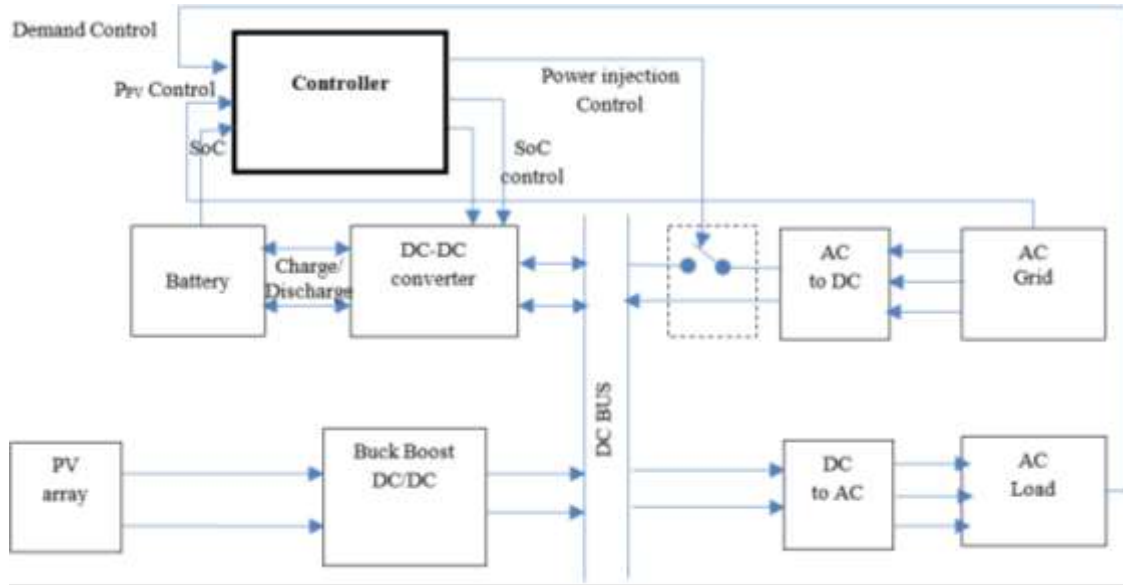 Demand Control
Controller
Power injection
Control
P_PV Control
SoC
SoC
control
Battery
Charge/
Discharge
DC-DC
converter
AC
to DC
AC
Grid
DC BUS
PV
array
Buck Boost
DC/DC
DC
to AC
AC
Load